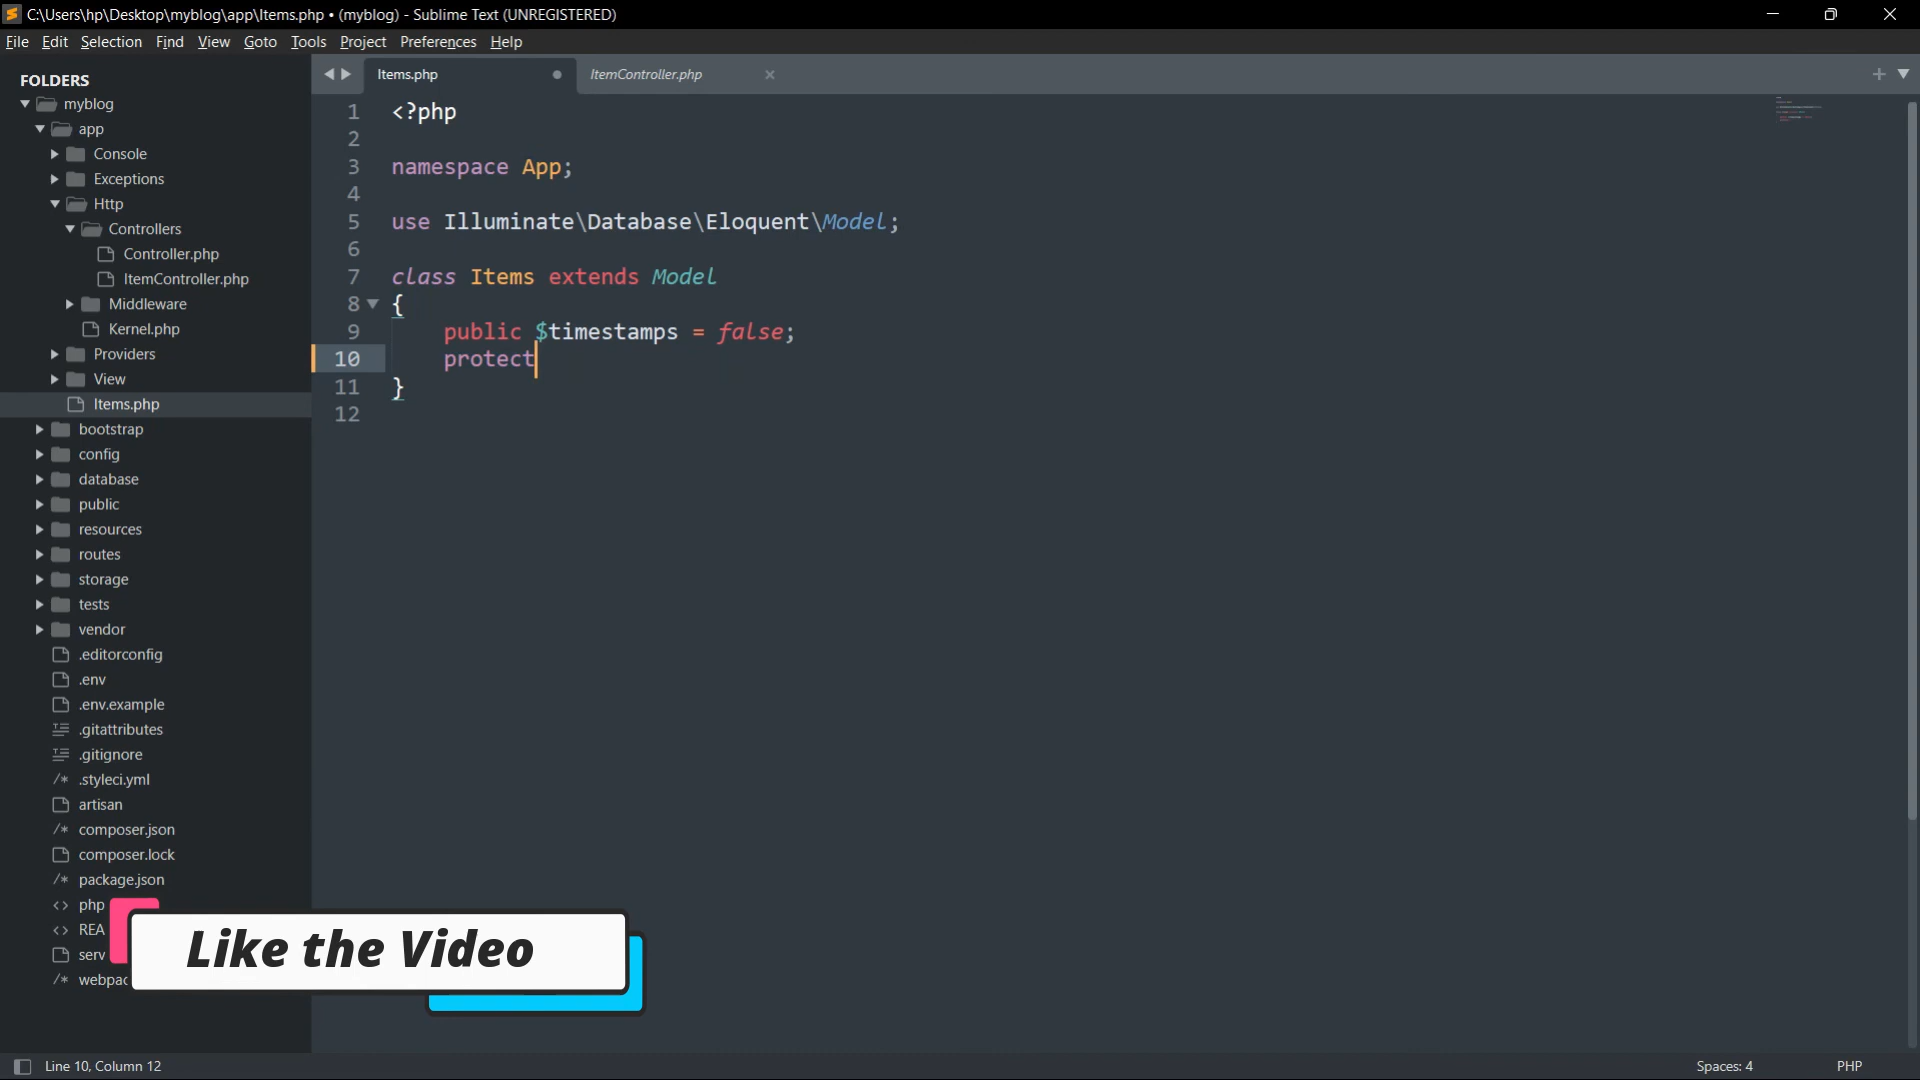 C:\Users\hp\Desktop\myblog\app\Items.php • (myblog) - Sublime Text (UNREGISTERED)
File Edit Selection Find View Goto Tools Project Preferences Help
FOLDERS
myblog
app
Console
Exceptions
Http
Controllers
Controller.php
ItemController.php
Middleware
Kernel.php
Providers
View
Items.php
bootstrap
config
database
public
resources
routes
storage
tests
vendor
.editorconfig
.env
.env.example
.gitattributes
.gitignore
/* .styleci.yml
artisan
/* composer.json
composer.lock
/* package.json
<> php
<> REA
serv
/* webpac
Items.php ItemController.php
1 <?php
2
3 namespace App;
4
5 use Illuminate\Database\Eloquent\Model;
6
7 class Items extends Model
8 {
9 public $timestamps = false;
10 protect
11 }
12
Like the Video
Line 10, Column 12 Spaces: 4 PHP